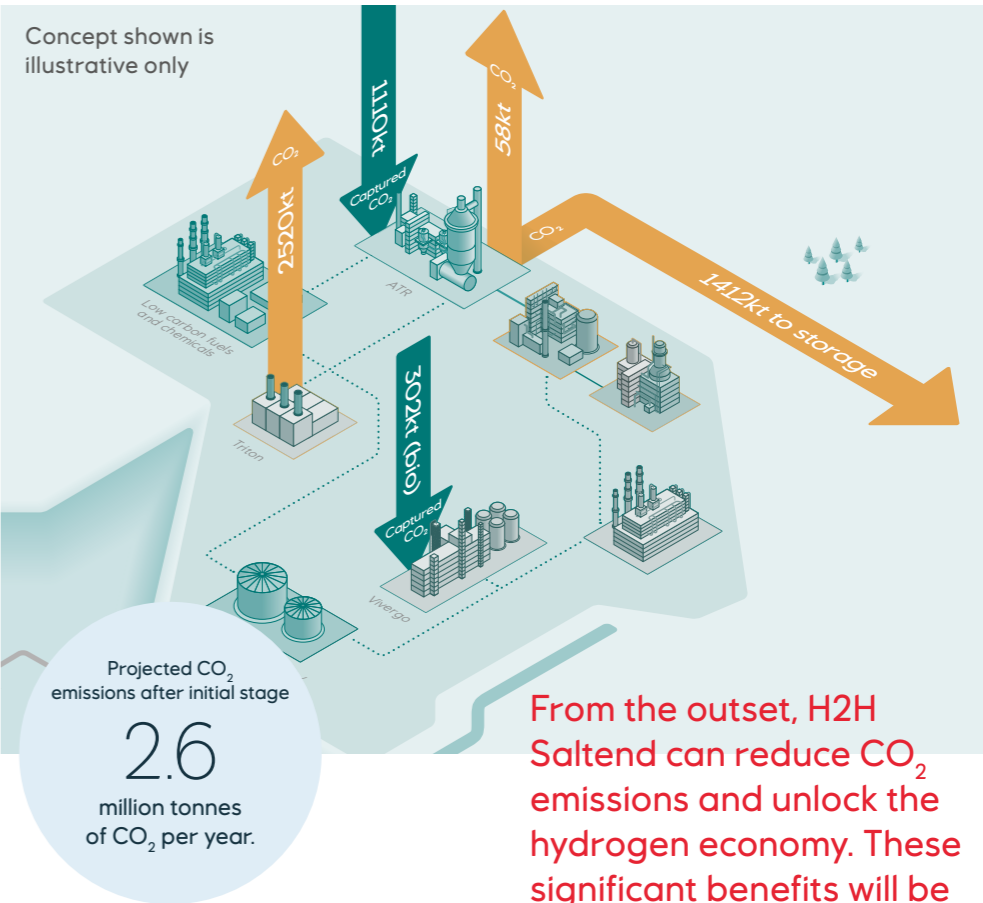 Concept shown is
illustrative only
1110kt
Captured
CO₂
CO₂
58kt
CO₂
2520kt
CO₂
1412kt to storage
ATR
Low carbon fuels
and chemicals
302kt (bio)
Captured
CO₂
Triton
Vivergo
Projected CO₂
emissions after initial stage
2.6
million tonnes
of CO₂ per year.
From the outset, H2H
Saltend can reduce CO₂
emissions and unlock the
hydrogen economy. These
significant benefits will be